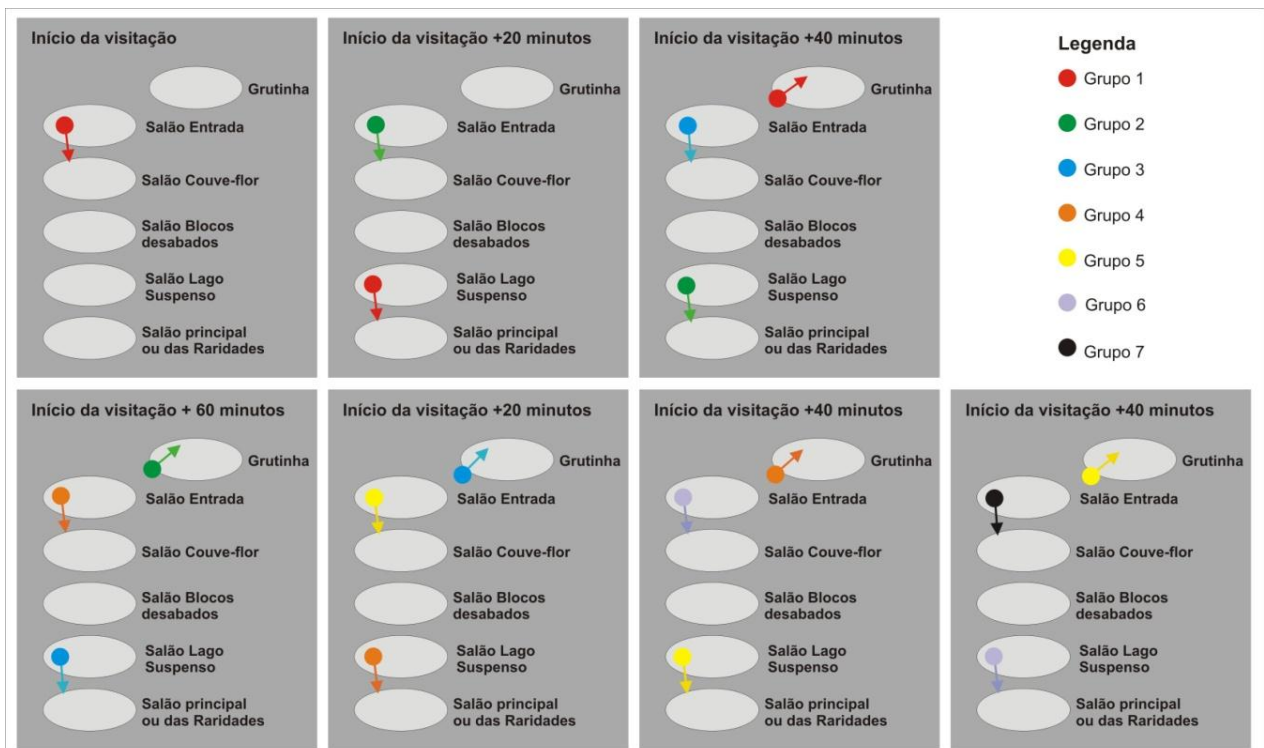 Início da visitação
Grutinha
Salão Entrada
Salão Couve-flor
Salão Blocos
desabados
Salão Lago
Suspenso
Salão principal
ou das Raridades
Início da visitação +20 minutos
Grutinha
Salão Entrada
Salão Couve-flor
Salão Blocos
desabados
Salão Lago
Suspenso
Salão principal
ou das Raridades
Início da visitação +40 minutos
Grutinha
Salão Entrada
Salão Couve-flor
Salão Blocos
desabados
Salão Lago
Suspenso
Salão principal
ou das Raridades
Legenda
Grupo 1
Grupo 2
Grupo 3
Grupo 4
Grupo 5
Grupo 6
Grupo 7
Início da visitação + 60 minutos
Grutinha
Salão Entrada
Salão Couve-flor
Salão Blocos
desabados
Salão Lago
Suspenso
Salão principal
ou das Raridades
Início da visitação +20 minutos
Grutinha
Salão Entrada
Salão Couve-flor
Salão Blocos
desabados
Salão Lago
Suspenso
Salão principal
ou das Raridades
Início da visitação +40 minutos
Grutinha
Salão Entrada
Salão Couve-flor
Salão Blocos
desabados
Salão Lago
Suspenso
Salão principal
ou das Raridades
Início da visitação +40 minutos
Grutinha
Salão Entrada
Salão Couve-flor
Salão Blocos
desabados
Salão Lago
Suspenso
Salão principal
ou das Raridades